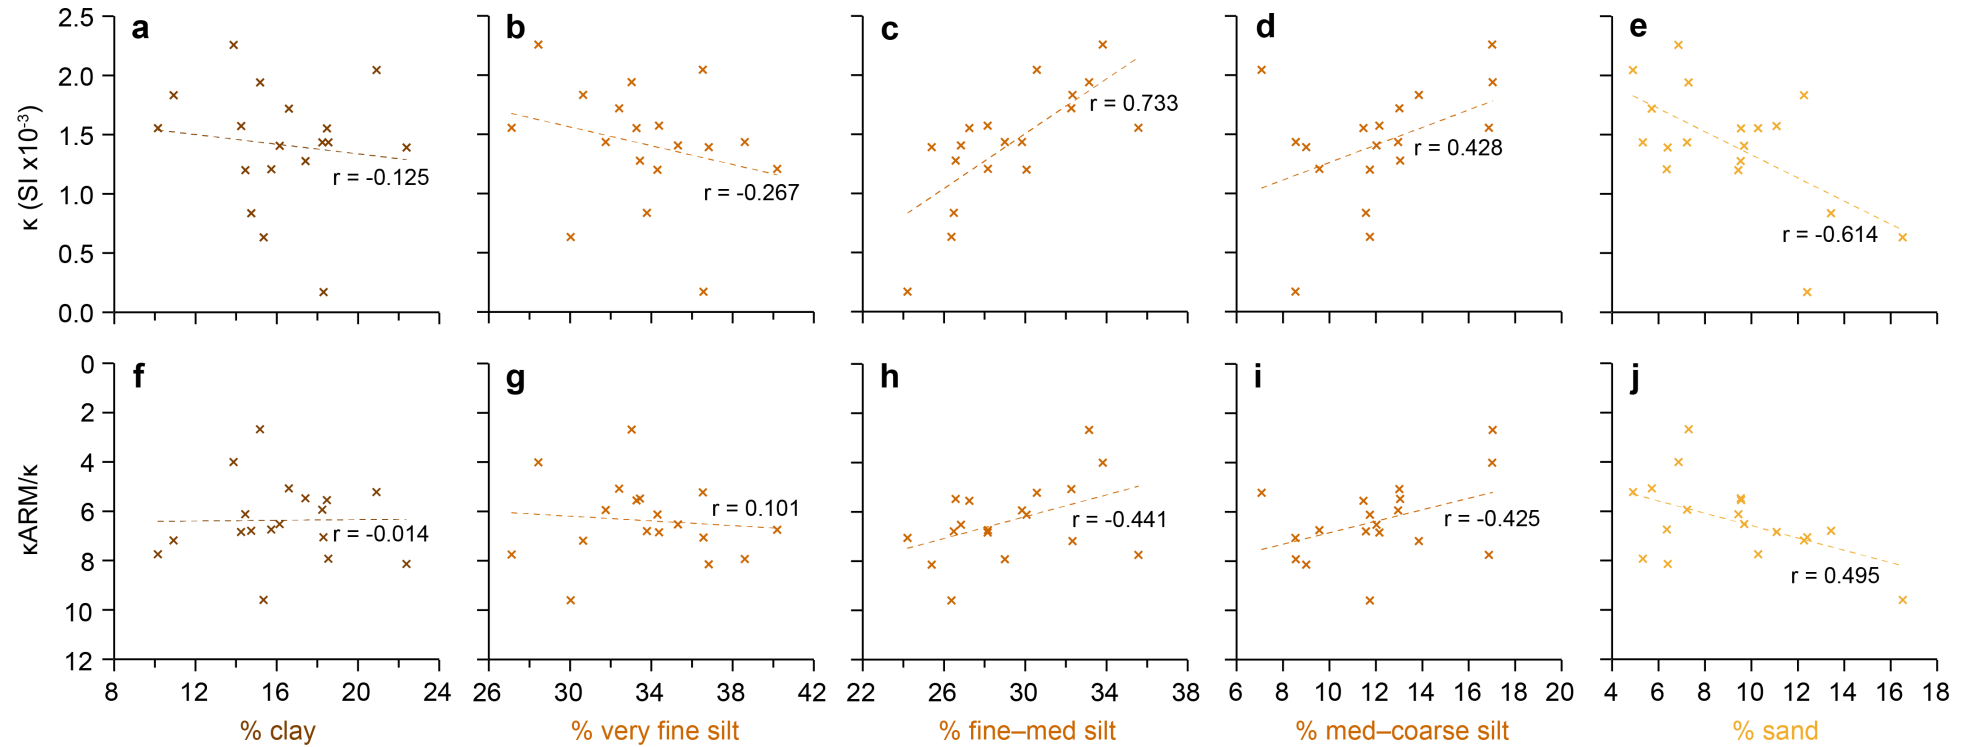 a b c d e
κ (SI x10⁻³)
2.5
2.0
1.5
1.0
0.5
0.0
r = -0.125
r = -0.267
r = 0.733
r = 0.428
r = -0.614
f g h i j
κARM/κ
0
2
4
6
8
10
12
r = -0.014
r = 0.101
r = -0.441
r = -0.425
r = 0.495
8 12 16 20 24
26 30 34 38 42
22 26 30 34 38
6 8 10 12 14 16 18 20
4 6 8 10 12 14 16 18
% clay
% very fine silt
% fine–med silt
% med–coarse silt
% sand